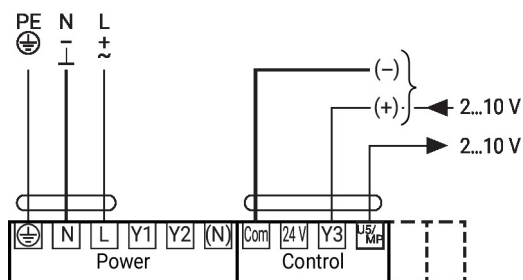 PE N L
– +
⊥ ~
(–)
(+) 2...10 V
2...10 V
N L Y1 Y2 (N) Com 24 V Y3 U5/
MP
Power Control